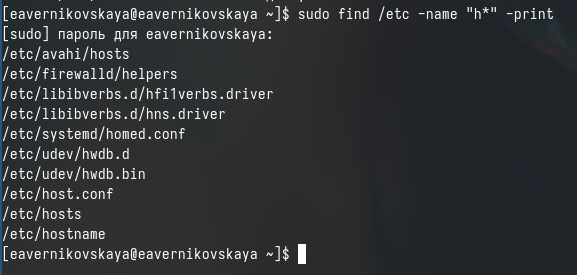 [eavernikovskaya@eavernikovskaya ~]$ sudo find /etc -name "h*" -print
[sudo] пароль для eavernikovskaya:
/etc/avahi/hosts
/etc/firewalld/helpers
/etc/libibverbs.d/hfi1verbs.driver
/etc/libibverbs.d/hns.driver
/etc/systemd/homed.conf
/etc/udev/hwdb.d
/etc/udev/hwdb.bin
/etc/host.conf
/etc/hosts
/etc/hostname
[eavernikovskaya@eavernikovskaya ~]$